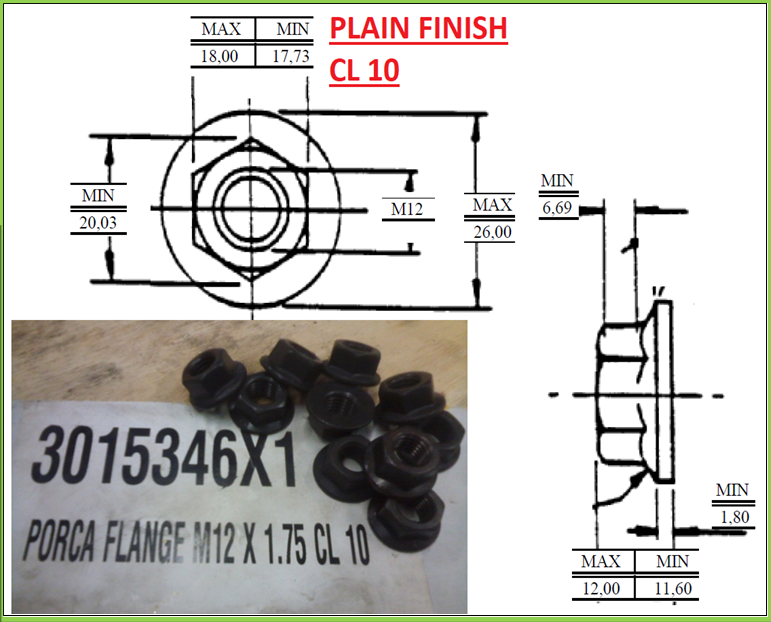 MAX MIN
18,00 17,73
PLAIN FINISH
CL 10
MIN
20,03
M12
MAX
26,00
MIN
6,69
3015346X1
PORCA FLANGE M12 X 1.75 CL 10
MIN
1,80
MAX MIN
12,00 11,60